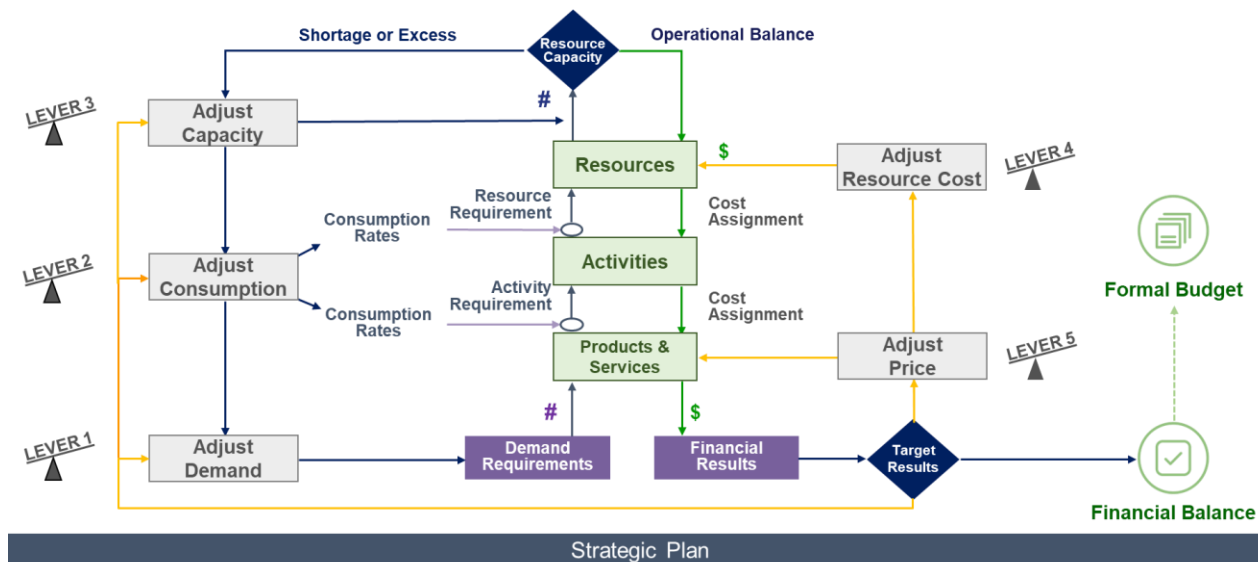 Shortage or Excess
Resource
Capacity
Operational Balance
LEVER 3
Adjust
Capacity
#
Resources
$
Adjust
Resource Cost
LEVER 4
Resource
Requirement
Consumption
Rates
Cost
Assignment
LEVER 2
Adjust
Consumption
Activities
Formal Budget
Activity
Requirement
Consumption
Rates
Cost
Assignment
Products &
Services
Adjust
Price
LEVER 5
#
$
LEVER 1
Adjust
Demand
Demand
Requirements
Financial
Results
Target
Results
Financial Balance
Strategic Plan